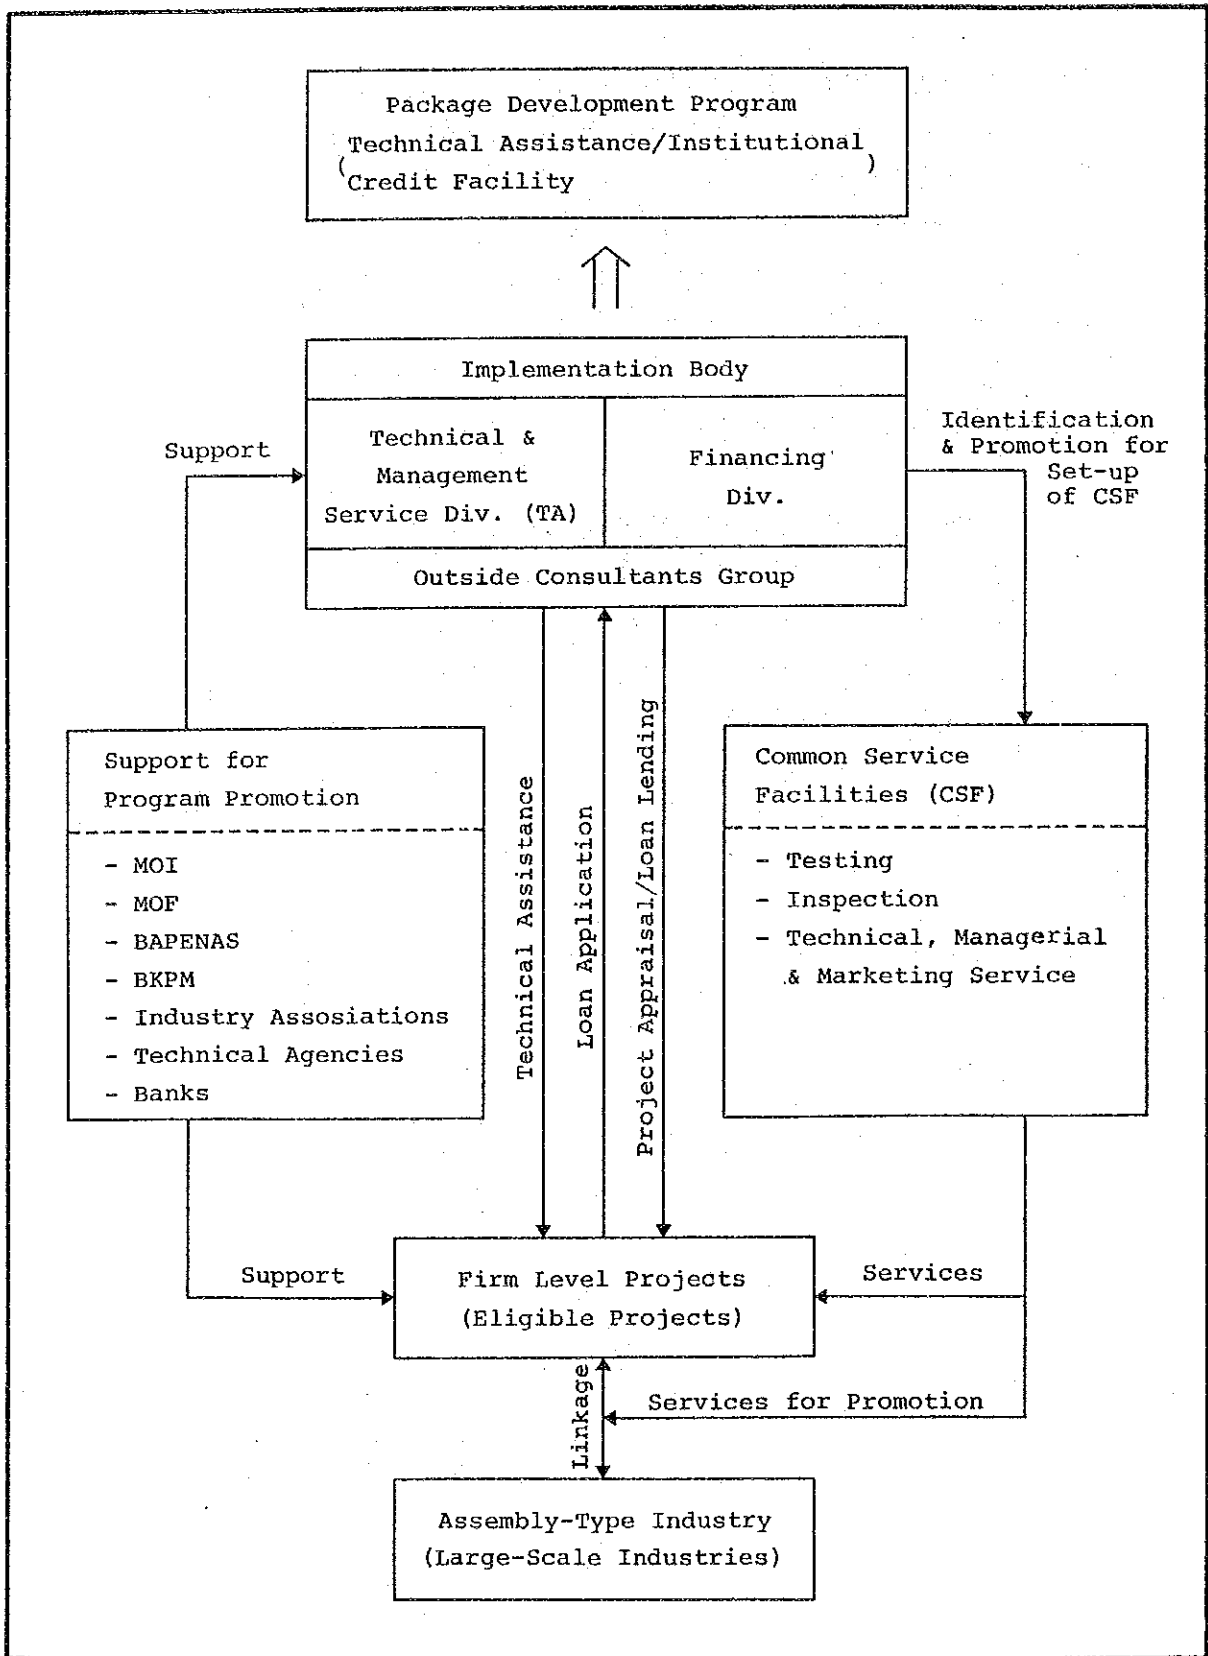 Package Development Program
(Technical Assistance/Institutional
Credit Facility)
Implementation Body
Technical &
Management
Service Div. (TA)
Financing
Div.
Outside Consultants Group
Support
Identification
& Promotion for
Set-up
of CSF
Support for
Program Promotion
- MOI
- MOF
- BAPENAS
- BKPM
- Industry Assosiations
- Technical Agencies
- Banks
Technical Assistance
Loan Application
Project Appraisal/Loan Lending
Common Service
Facilities (CSF)
- Testing
- Inspection
- Technical, Managerial
& Marketing Service
Support
Firm Level Projects
(Eligible Projects)
Services
Linkage
Services for Promotion
Assembly-Type Industry
(Large-Scale Industries)